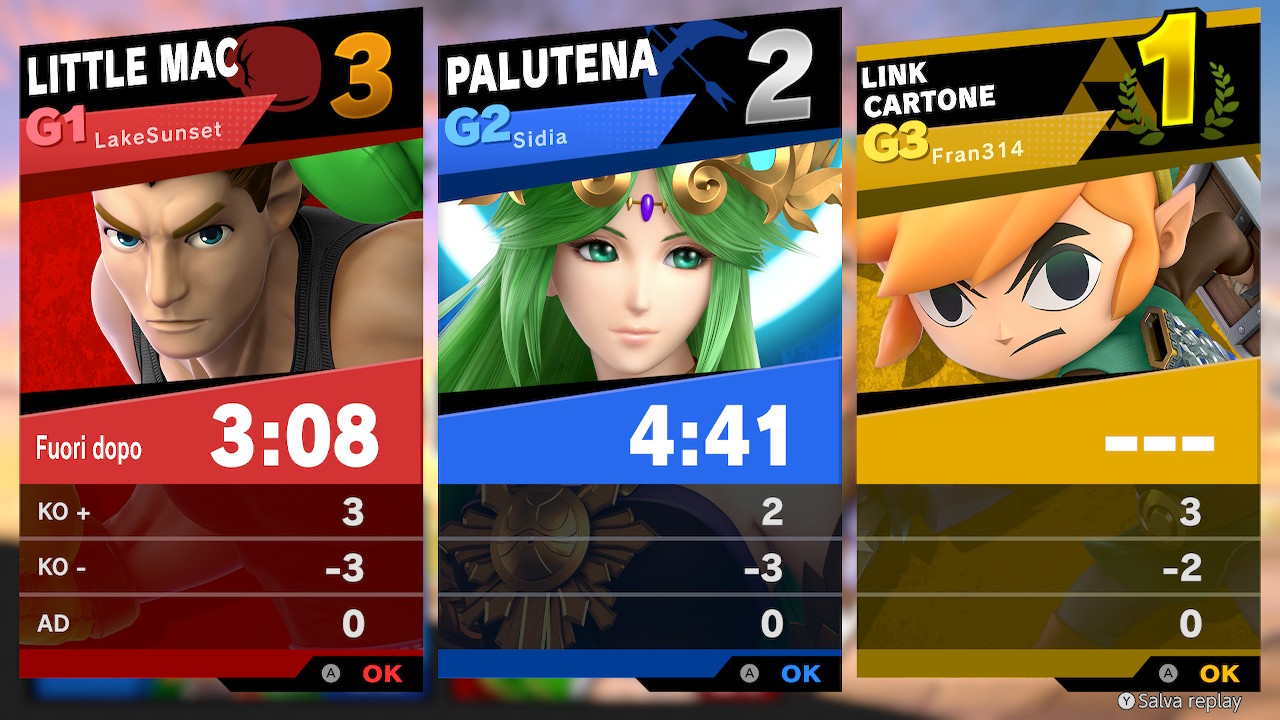 LITTLE MAC 3
G1 LakeSunset
Fuori dopo 3:08
KO + 3
KO - -3
AD 0
A OK
PALUTENA 2
G2 Sidia
4:41
2
-3
0
A OK
LINK
CARTONE
1
G3 Fran314
---
3
-2
0
A OK
Y Salva replay